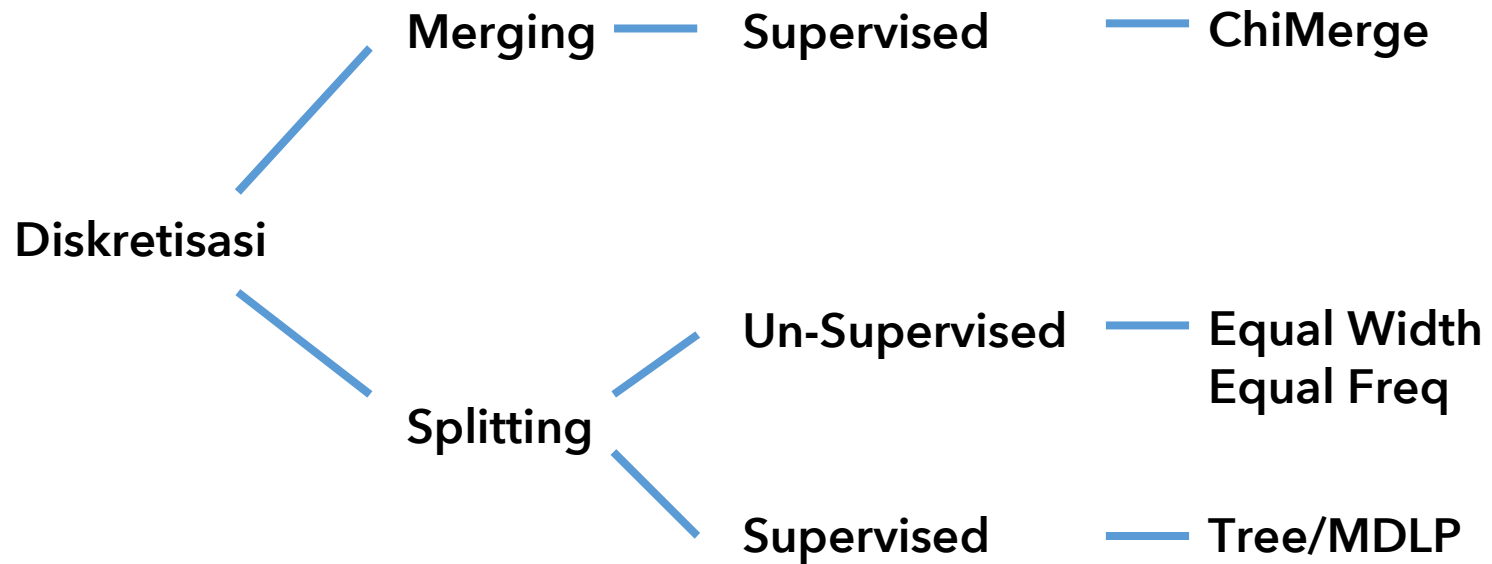 Merging
Supervised
ChiMerge
Diskretisasi
Un-Supervised
Equal Width
Equal Freq
Splitting
Supervised
Tree/MDLP